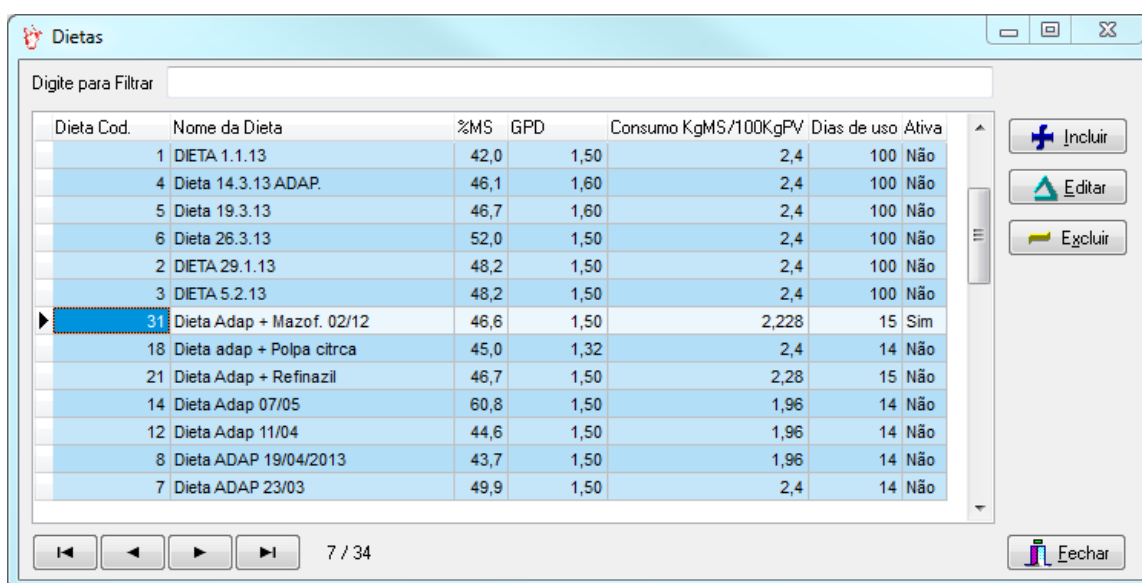 Dietas
Digite para Filtrar
Dieta Cod. Nome da Dieta %MS GPD Consumo KgMS/100KgPV Dias de uso Ativa
1 DIETA 1.1.13 42,0 1,50 2,4 100 Não
4 Dieta 14.3.13 ADAP. 46,1 1,60 2,4 100 Não
5 Dieta 19.3.13 46,7 1,60 2,4 100 Não
6 Dieta 26.3.13 52,0 1,50 2,4 100 Não
2 DIETA 29.1.13 48,2 1,50 2,4 100 Não
3 DIETA 5.2.13 48,2 1,50 2,4 100 Não
31 Dieta Adap + Mazof. 02/12 46,6 1,50 2,228 15 Sim
18 Dieta adap + Polpa citrca 45,0 1,32 2,4 14 Não
21 Dieta Adap + Refinazil 46,7 1,50 2,28 15 Não
14 Dieta Adap 07/05 60,8 1,50 1,96 14 Não
12 Dieta Adap 11/04 44,6 1,50 1,96 14 Não
8 Dieta ADAP 19/04/2013 43,7 1,50 1,96 14 Não
7 Dieta ADAP 23/03 49,9 1,50 2,4 14 Não
Incluir
Editar
Excluir
7 / 34
Fechar